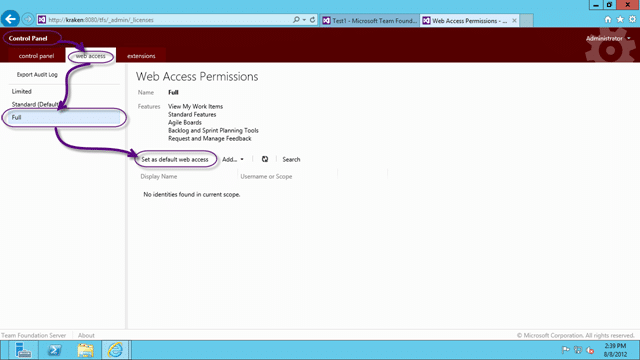 http://kraken:8080/tfs/_admin/_licenses
Test1 - Microsoft Team Found...
Web Access Permissions - ...
Control Panel
Administrator
control panel
web access
extensions
Export Audit Log
Limited
Standard (Default
Full
Web Access Permissions
Name Full
Features View My Work Items
Standard Features
Agile Boards
Backlog and Sprint Planning Tools
Request and Manage Feedback
Set as default web access
Add...
Search
Display Name
Username or Scope
No identities found in current scope.
Team Foundation Server
About
© Microsoft Corporation. All rights reserved.
2:39 PM
8/8/2012